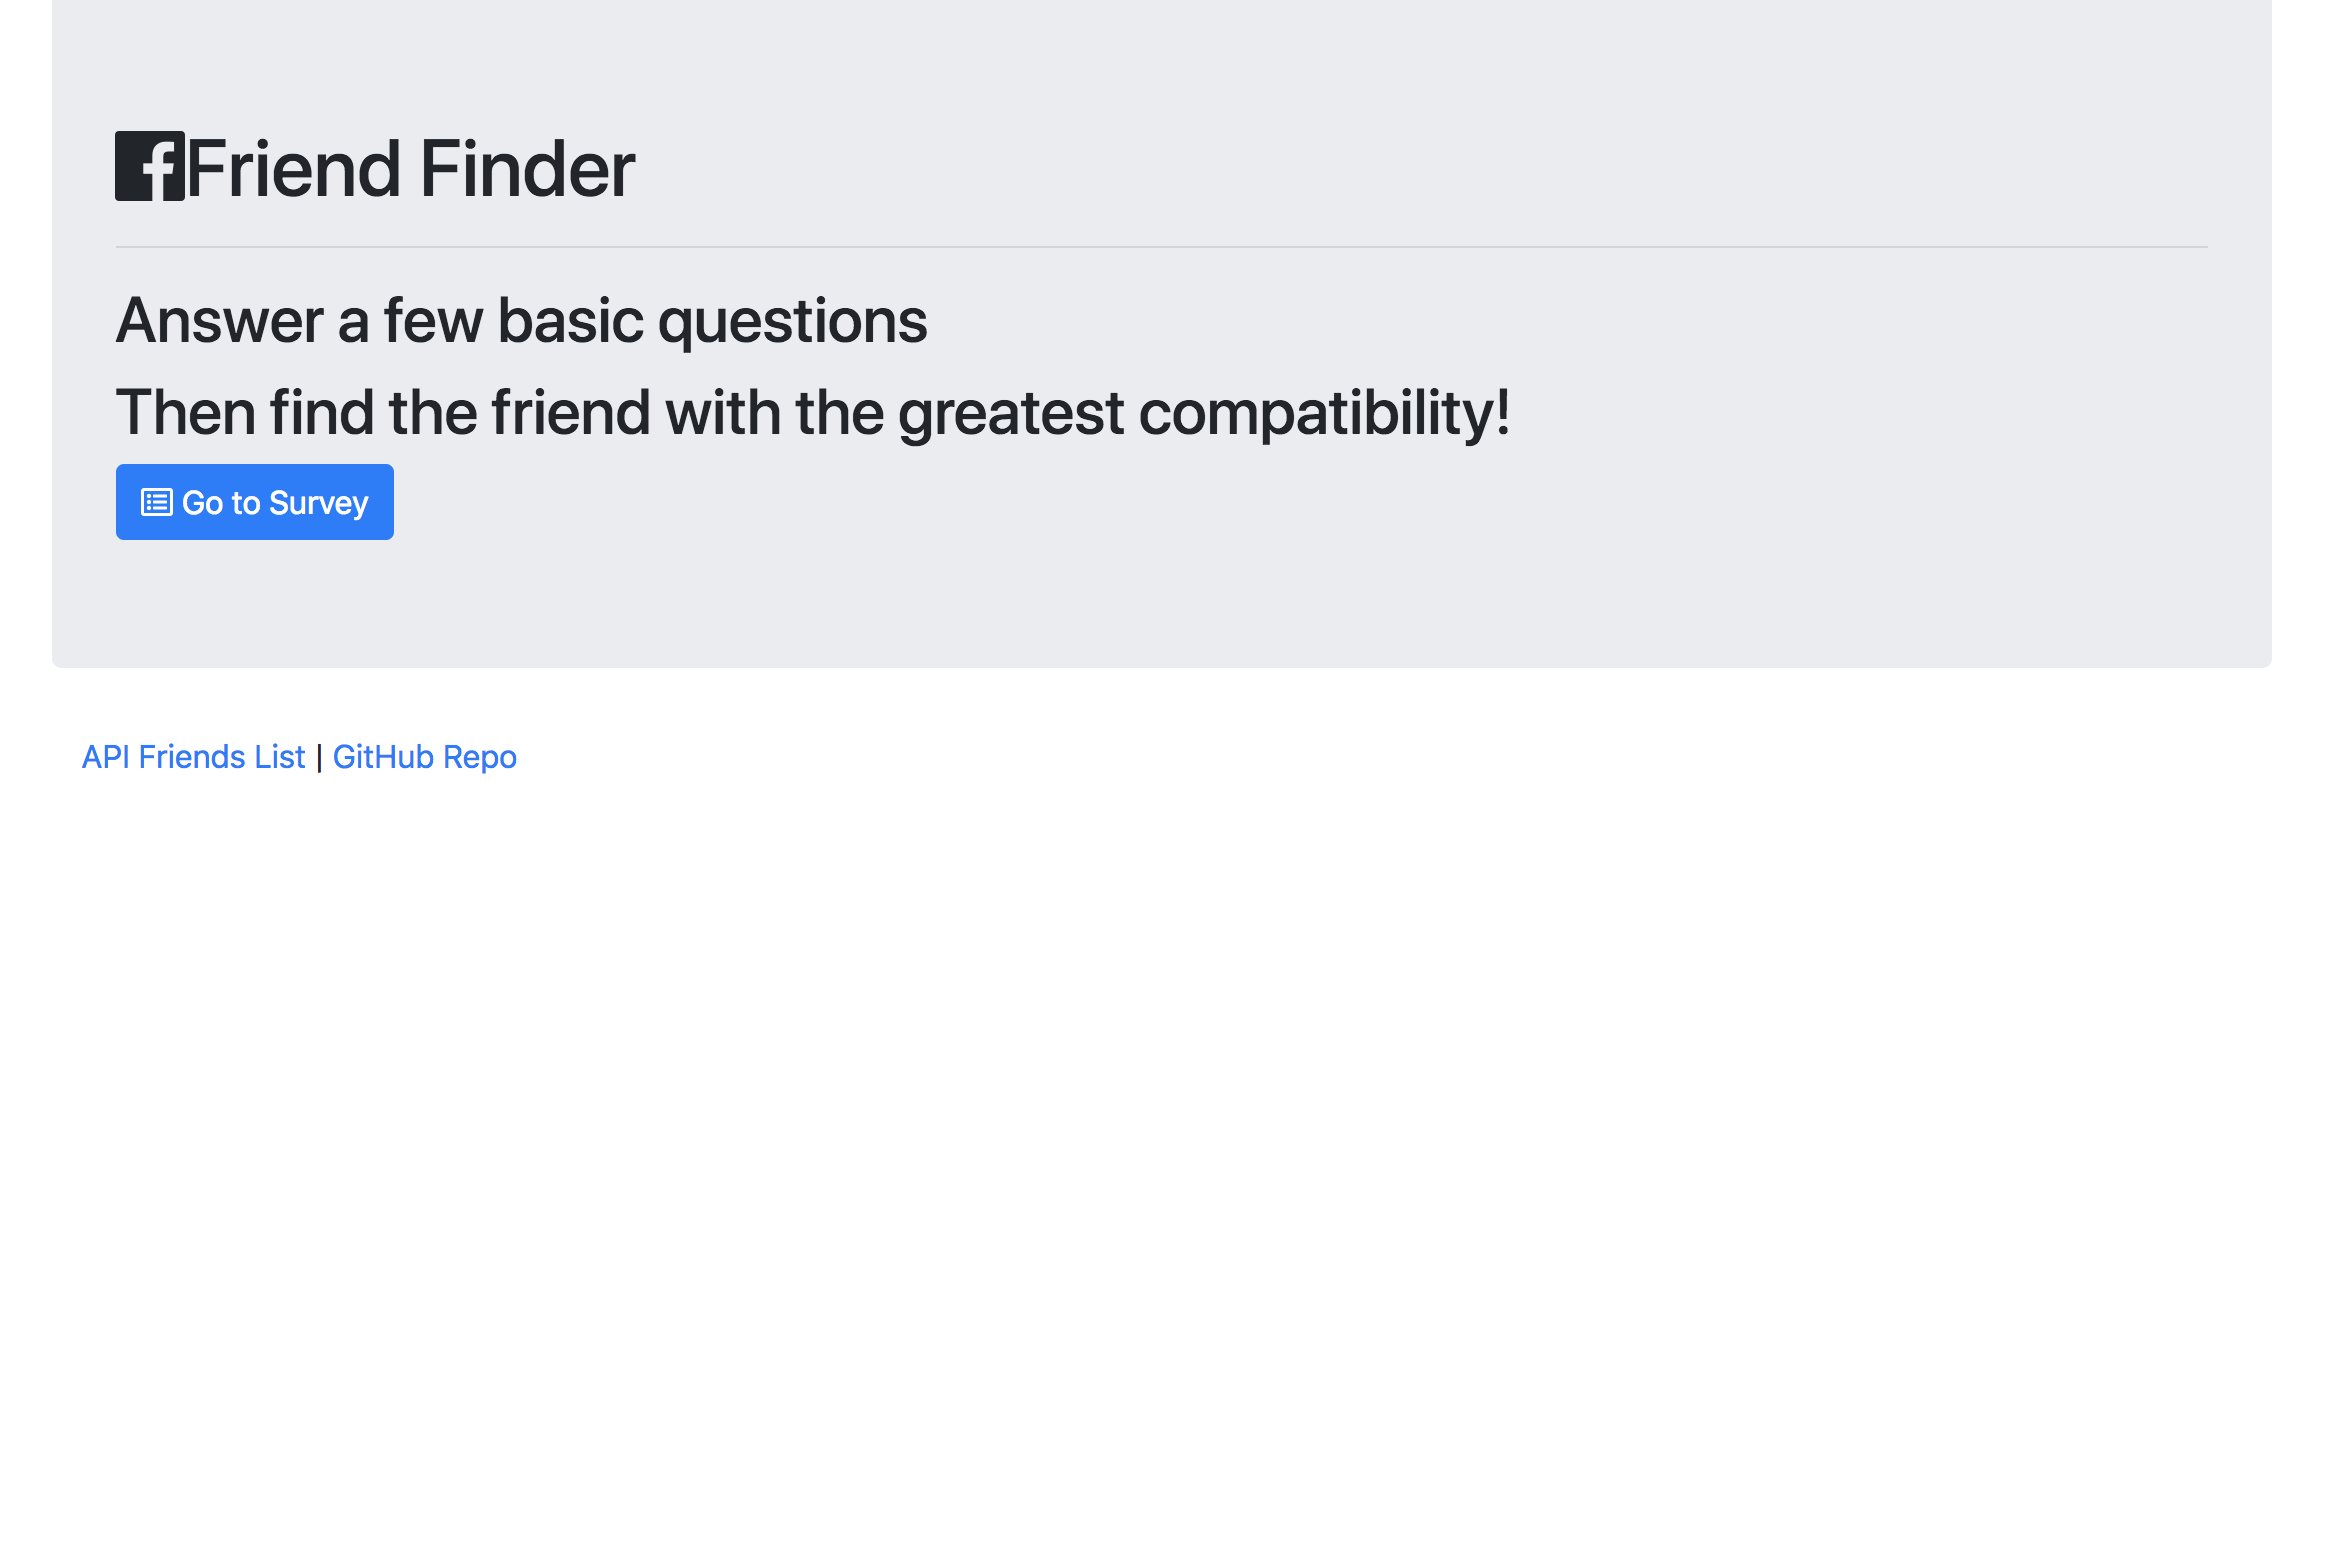 Friend Finder
Answer a few basic questions
Then find the friend with the greatest compatibility!
Go to Survey
API Friends List | GitHub Repo